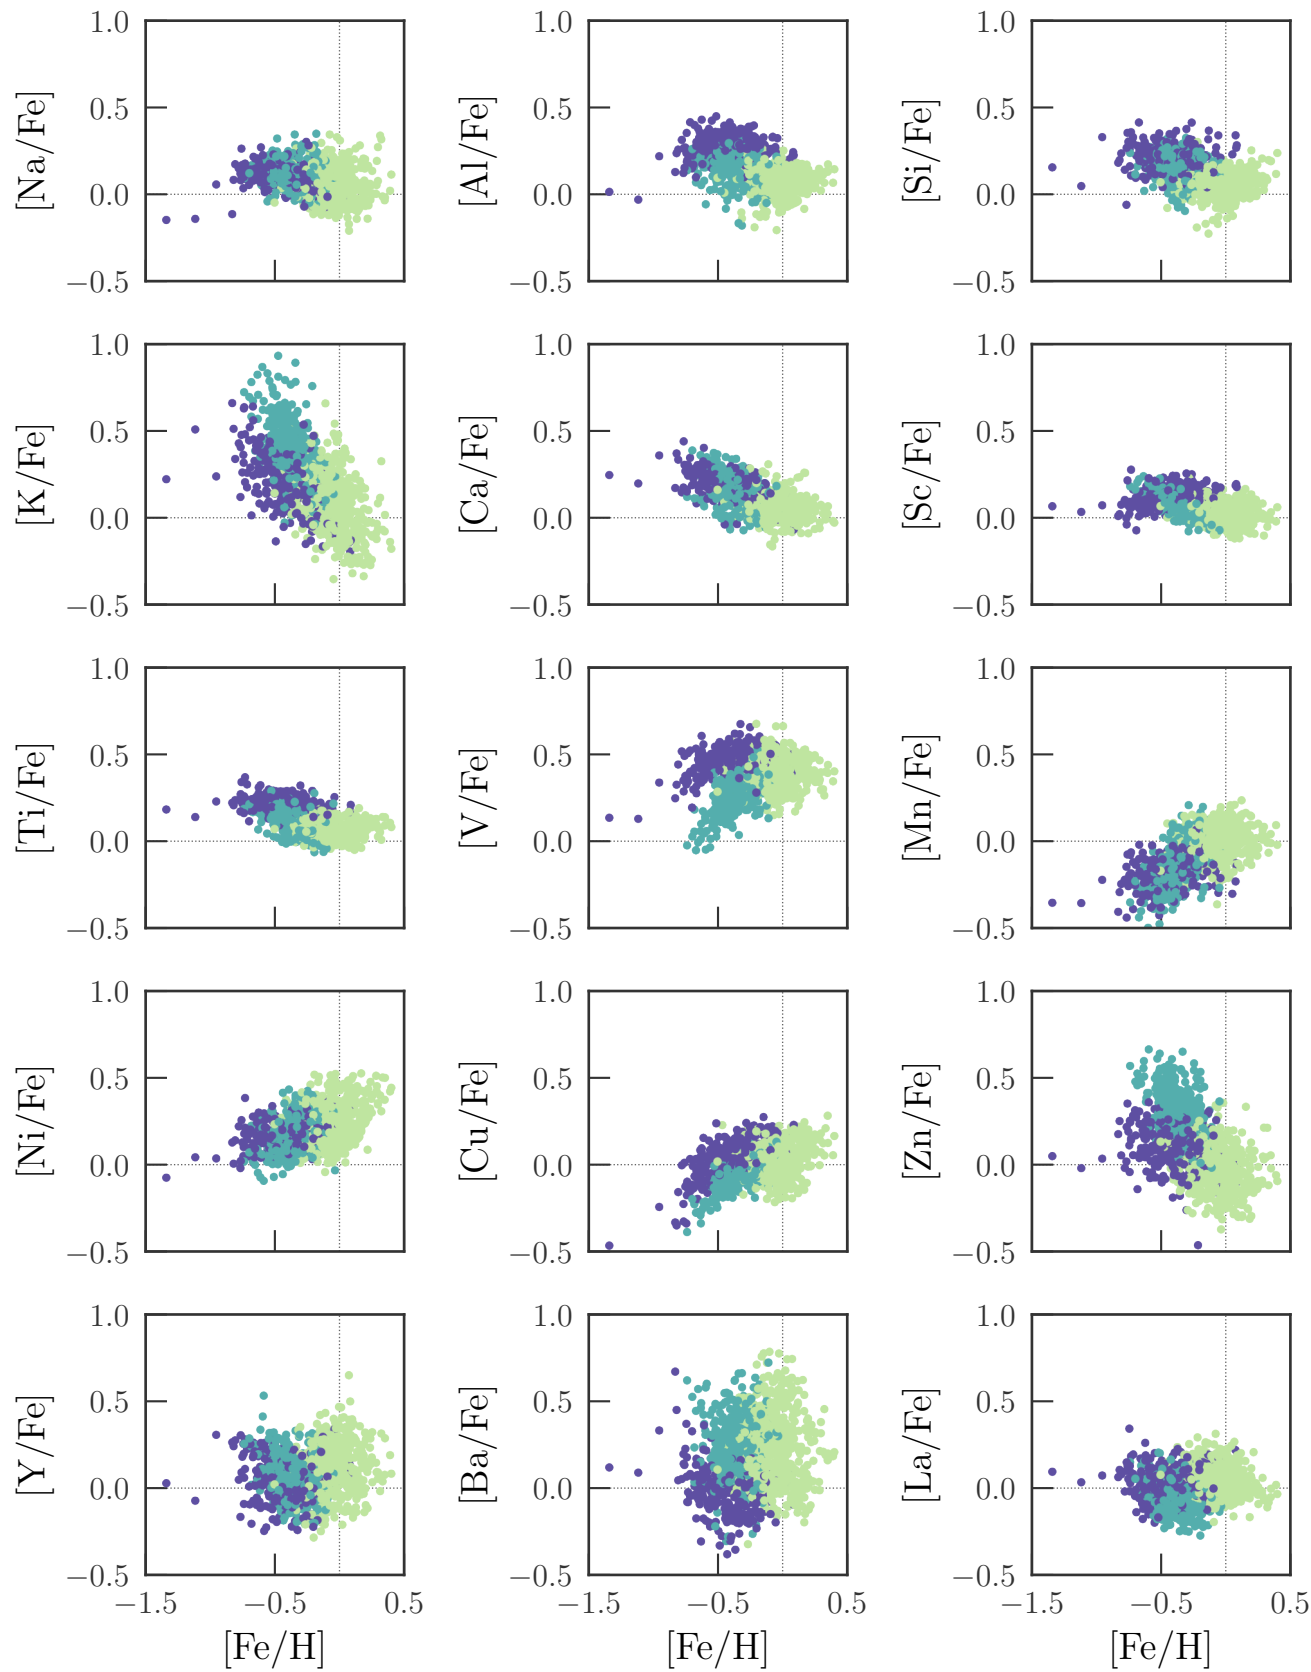 1.0
0.5
0.0
−0.5
[Na/Fe]
1.0
0.5
0.0
−0.5
[Al/Fe]
1.0
0.5
0.0
−0.5
[Si/Fe]
1.0
0.5
0.0
−0.5
[K/Fe]
1.0
0.5
0.0
−0.5
[Ca/Fe]
1.0
0.5
0.0
−0.5
[Sc/Fe]
1.0
0.5
0.0
−0.5
[Ti/Fe]
1.0
0.5
0.0
−0.5
[V/Fe]
1.0
0.5
0.0
−0.5
[Mn/Fe]
1.0
0.5
0.0
−0.5
[Ni/Fe]
1.0
0.5
0.0
−0.5
[Cu/Fe]
1.0
0.5
0.0
−0.5
[Zn/Fe]
1.0
0.5
0.0
−0.5
[Y/Fe]
−1.5 −0.5 0.5
[Fe/H]
1.0
0.5
0.0
−0.5
[Ba/Fe]
−1.5 −0.5 0.5
[Fe/H]
1.0
0.5
0.0
−0.5
[La/Fe]
−1.5 −0.5 0.5
[Fe/H]